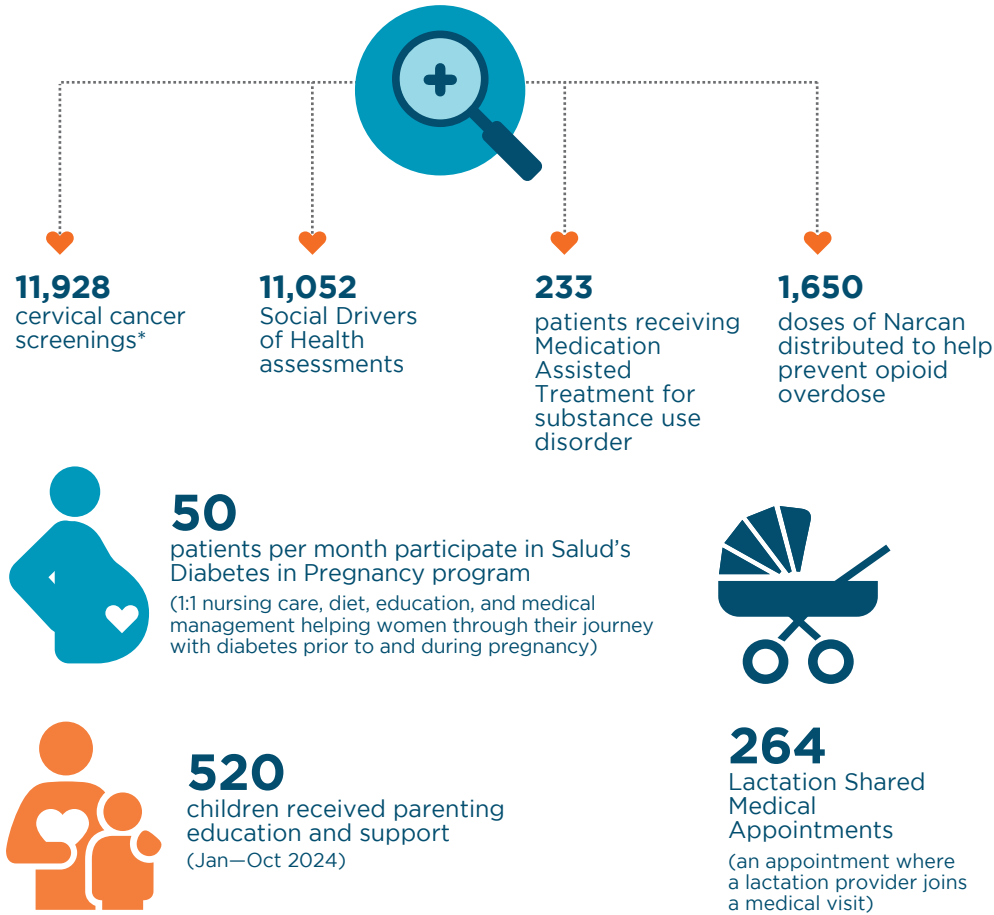 11,928
cervical cancer
screenings*
11,052
Social Drivers
of Health
assessments
233
patients receiving
Medication
Assisted
Treatment for
substance use
disorder
1,650
doses of Narcan
distributed to help
prevent opioid
overdose
50
patients per month participate in Salud’s
Diabetes in Pregnancy program
(1:1 nursing care, diet, education, and medical
management helping women through their journey
with diabetes prior to and during pregnancy)
520
children received parenting
education and support
(Jan—Oct 2024)
264
Lactation Shared
Medical
Appointments
(an appointment where
a lactation provider joins
a medical visit)